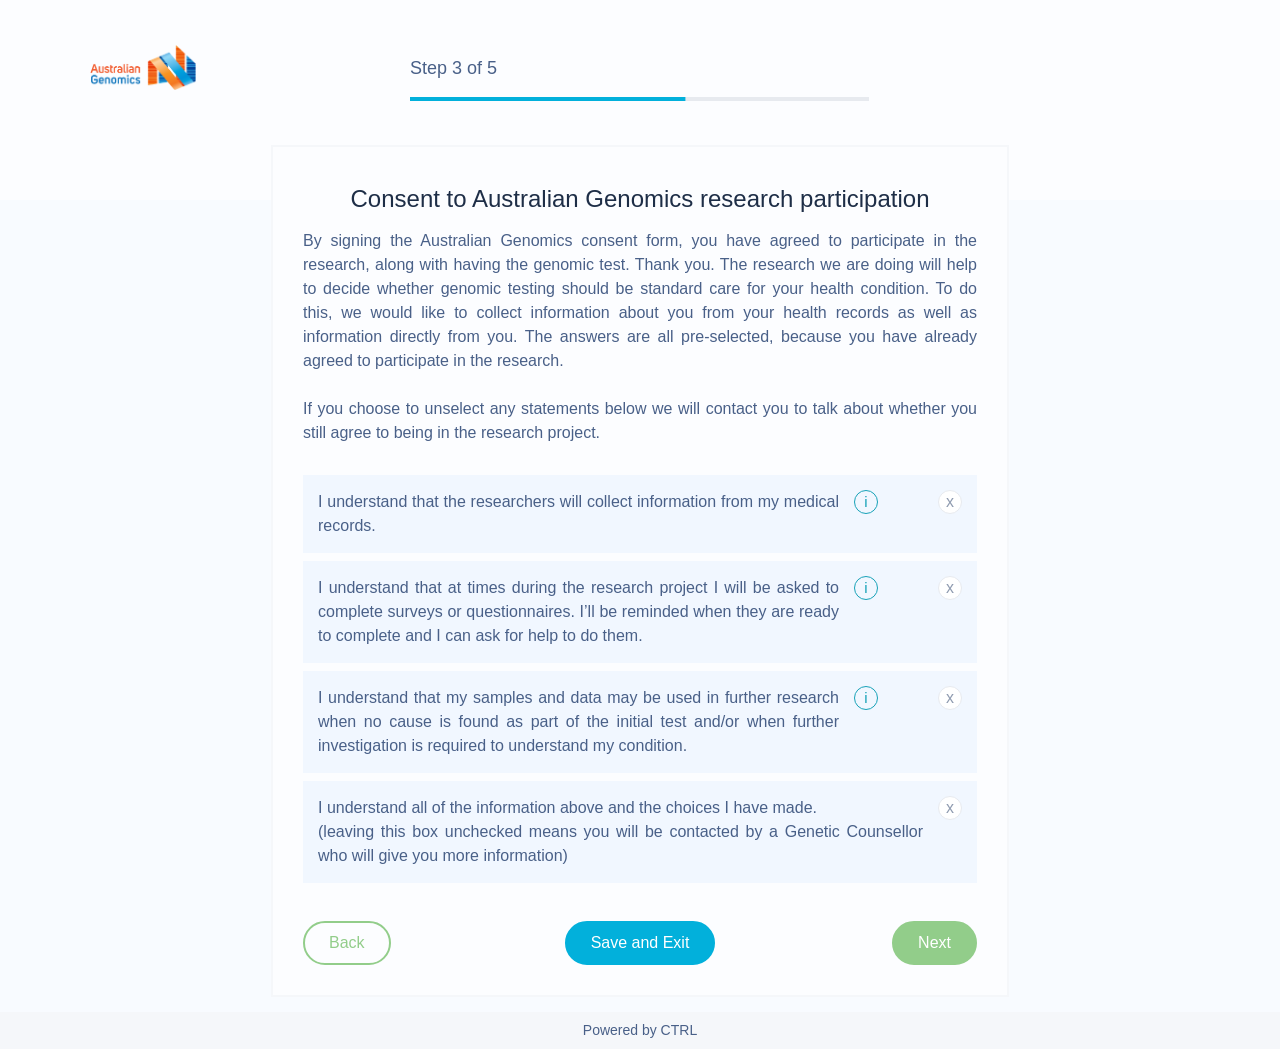 Australian
Genomics
Step 3 of 5
Consent to Australian Genomics research participation
By signing the Australian Genomics consent form, you have agreed to participate in the
research, along with having the genomic test. Thank you. The research we are doing will help
to decide whether genomic testing should be standard care for your health condition. To do
this, we would like to collect information about you from your health records as well as
information directly from you. The answers are all pre-selected, because you have already
agreed to participate in the research.
If you choose to unselect any statements below we will contact you to talk about whether you
still agree to being in the research project.
I understand that the researchers will collect information from my medical i x
records.
I understand that at times during the research project I will be asked to i x
complete surveys or questionnaires. I’ll be reminded when they are ready
to complete and I can ask for help to do them.
I understand that my samples and data may be used in further research i x
when no cause is found as part of the initial test and/or when further
investigation is required to understand my condition.
I understand all of the information above and the choices I have made. x
(leaving this box unchecked means you will be contacted by a Genetic Counsellor
who will give you more information)
Back Save and Exit Next
Powered by CTRL